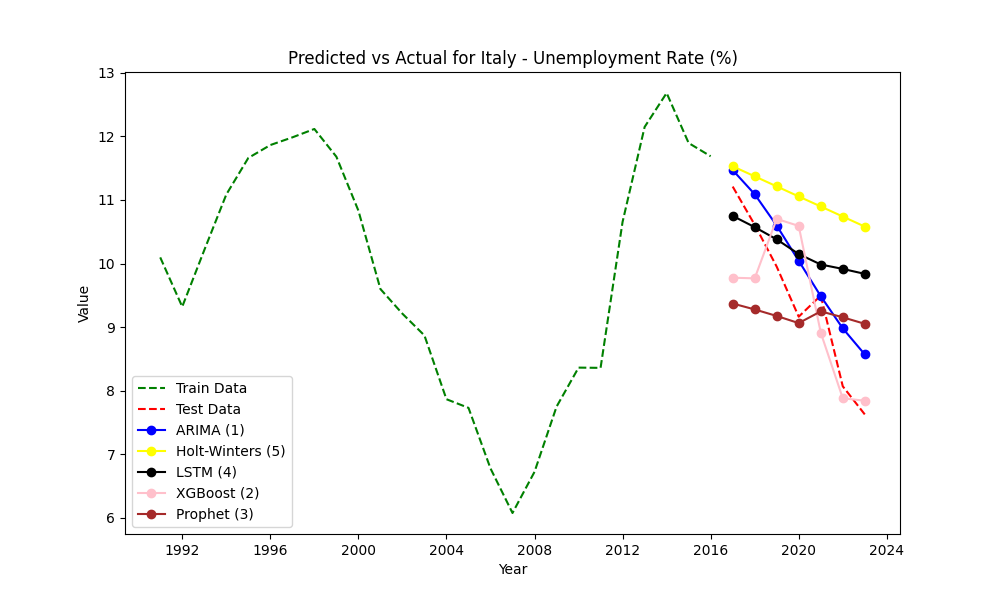 Predicted vs Actual for Italy - Unemployment Rate (%)
Value
13
12
11
10
9
8
7
6
Train Data
Test Data
ARIMA (1)
Holt-Winters (5)
LSTM (4)
XGBoost (2)
Prophet (3)
1992 1996 2000 2004 2008 2012 2016 2020 2024
Year